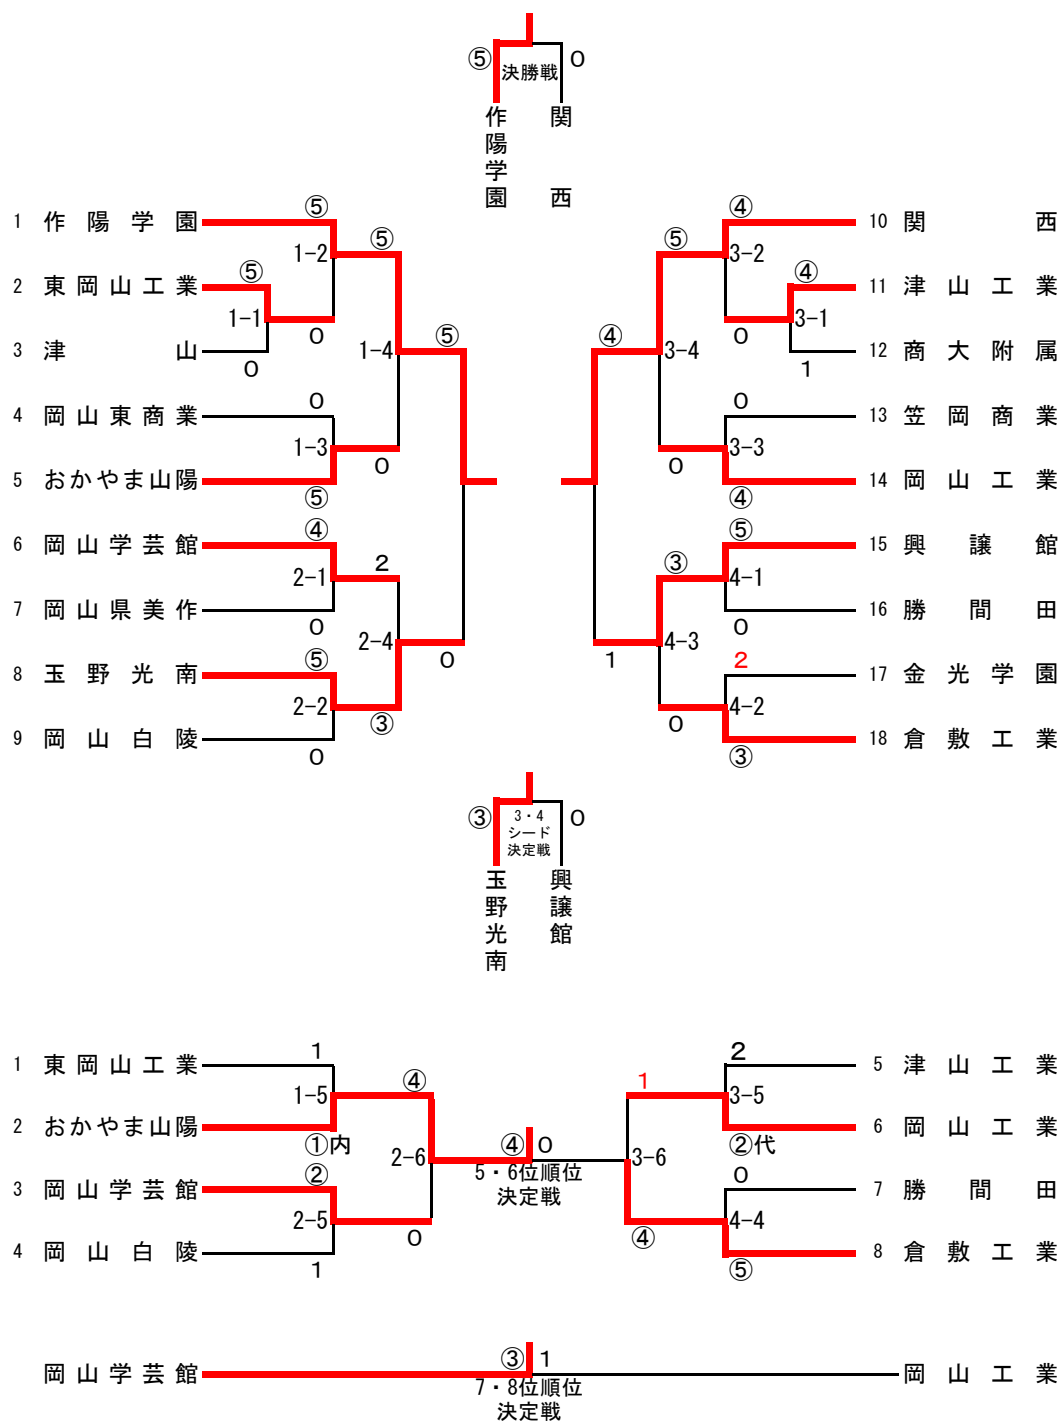 ⑤ 決勝戦 0
作陽学園 関西
1 作陽学園 ⑤
1-2 ⑤
2 東岡山工業 ⑤
1-1 0
3 津山 0
1-4 ⑤
4 岡山東商業 0
1-3 0
5 おかやま山陽 ⑤
6 岡山学芸館 ④
2-1 2
7 岡山県美作 0
2-4 0
8 玉野光南 ⑤
2-2 ③
9 岡山白陵 0
④ 10 関西
⑤ 3-2
④ 11 津山工業
0 3-1
1 12 商大附属
④ 3-4
0 13 笠岡商業
0 3-3
④ 14 岡山工業
⑤ 15 興譲館
③ 4-1
0 16 勝間田
1 4-3
2 17 金光学園
0 4-2
③ 18 倉敷工業
③ 3・4 0
シード
決定戦
玉野光南 興譲館
1 東岡山工業 1
1-5 ④
2 おかやま山陽 ①内
2-6
3 岡山学芸館 ②
2-5 0
4 岡山白陵 1
④ 0
5・6位順位
決定戦
2 5 津山工業
1 3-5
②代 6 岡山工業
3-6
0 7 勝間田
④ 4-4
⑤ 8 倉敷工業
岡山学芸館 ③ 1 岡山工業
7・8位順位
決定戦